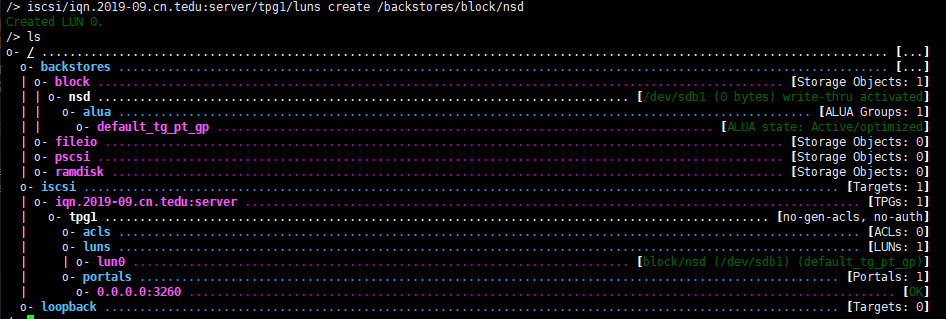 /> iscsi/iqn.2019-09.cn.tedu:server/tpg1/luns create /backstores/block/nsd
Created LUN 0.
/> ls
o- / ......................................................................................................................... [...]
  o- backstores .............................................................................................................. [...]
  | o- block .................................................................................................. [Storage Objects: 1]
  | | o- nsd ............................................................................. [/dev/sdb1 (0 bytes) write-thru activated]
  | |   o- alua ................................................................................................... [ALUA Groups: 1]
  | |     o- default_tg_pt_gp ....................................................................... [ALUA state: Active/optimized]
  | o- fileio ................................................................................................. [Storage Objects: 0]
  | o- pscsi .................................................................................................. [Storage Objects: 0]
  | o- ramdisk ................................................................................................ [Storage Objects: 0]
  o- iscsi ............................................................................................................ [Targets: 1]
  | o- iqn.2019-09.cn.tedu:server ........................................................................................ [TPGs: 1]
  |   o- tpg1 ............................................................................................... [no-gen-acls, no-auth]
  |     o- acls .......................................................................................................... [ACLs: 0]
  |     o- luns .......................................................................................................... [LUNs: 1]
  |     | o- lun0 ......................................................................... [block/nsd (/dev/sdb1) (default_tg_pt_gp)]
  |     o- portals .................................................................................................... [Portals: 1]
  |       o- 0.0.0.0:3260 ..................................................................................................... [OK]
  o- loopback ......................................................................................................... [Targets: 0]